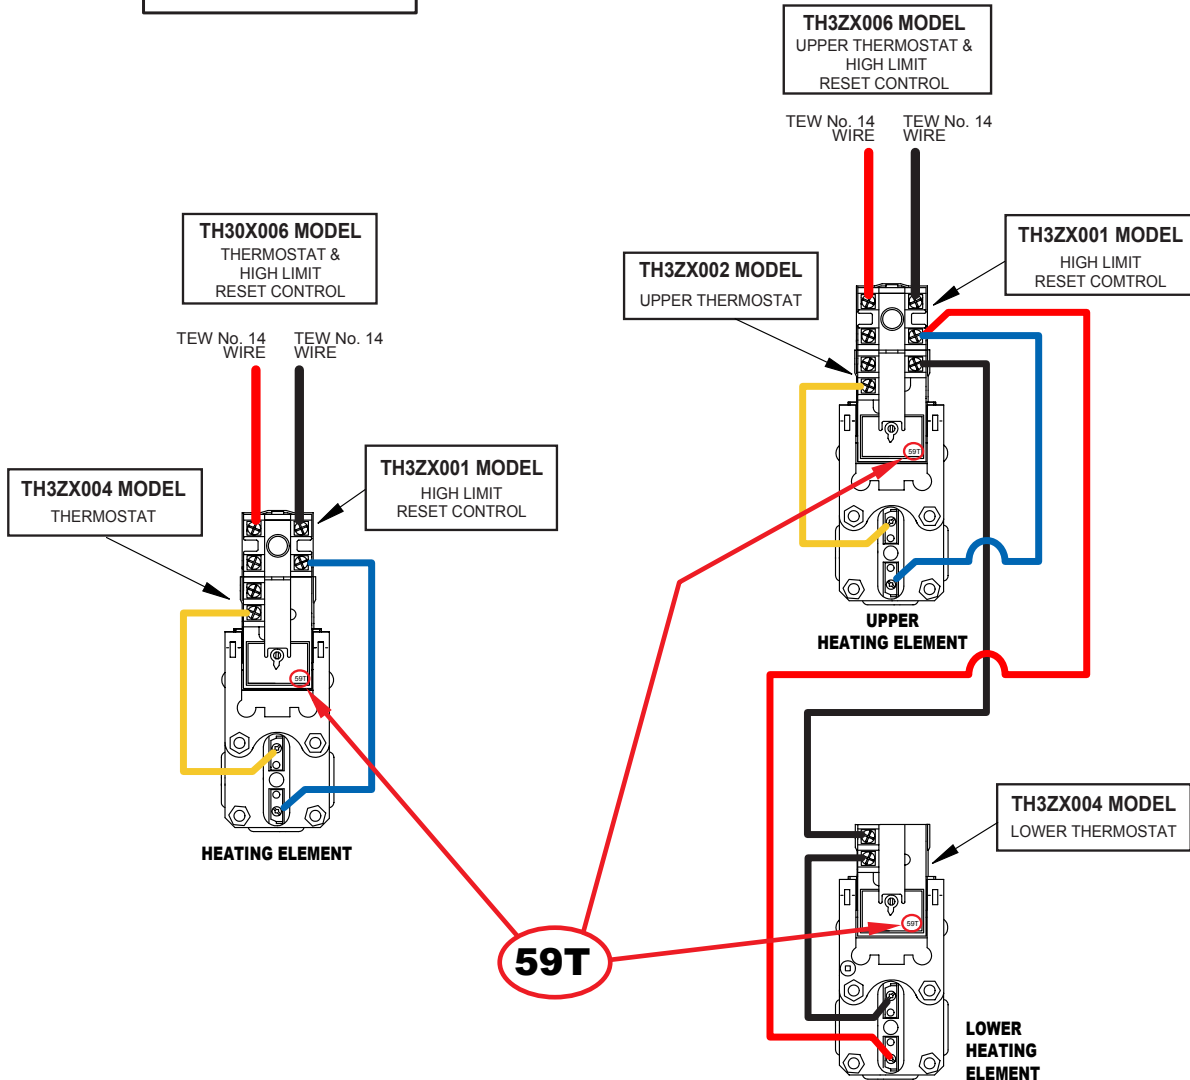 TH3ZX006 MODEL
UPPER THERMOSTAT &
HIGH LIMIT
RESET CONTROL
TEW No. 14
WIRE
TEW No. 14
WIRE
TH30X006 MODEL
THERMOSTAT &
HIGH LIMIT
RESET CONTROL
TH3ZX001 MODEL
HIGH LIMIT
RESET COMTROL
TH3ZX002 MODEL
UPPER THERMOSTAT
TEW No. 14
WIRE
TEW No. 14
WIRE
TH3ZX001 MODEL
HIGH LIMIT
RESET CONTROL
TH3ZX004 MODEL
THERMOSTAT
59T
UPPER
HEATING ELEMENT
59T
HEATING ELEMENT
TH3ZX004 MODEL
LOWER THERMOSTAT
59T
59T
LOWER
HEATING
ELEMENT